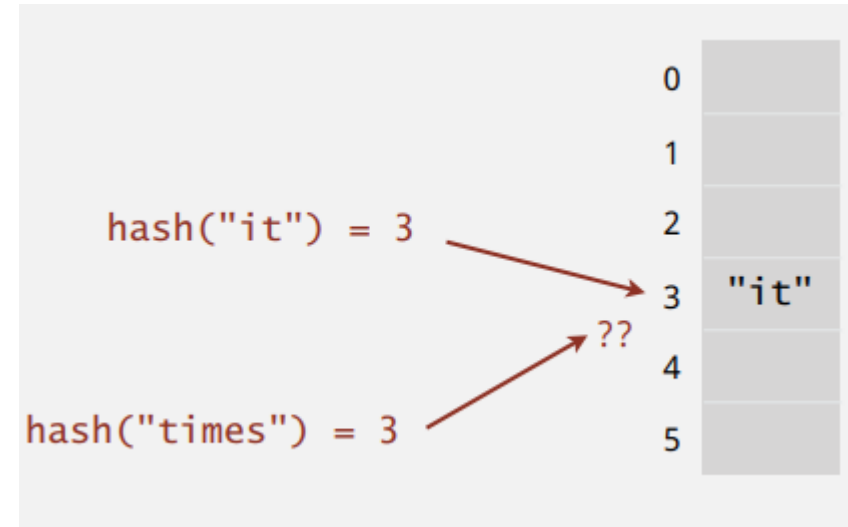 0
1
hash("it") = 3
2
3 "it"
??
4
hash("times") = 3
5